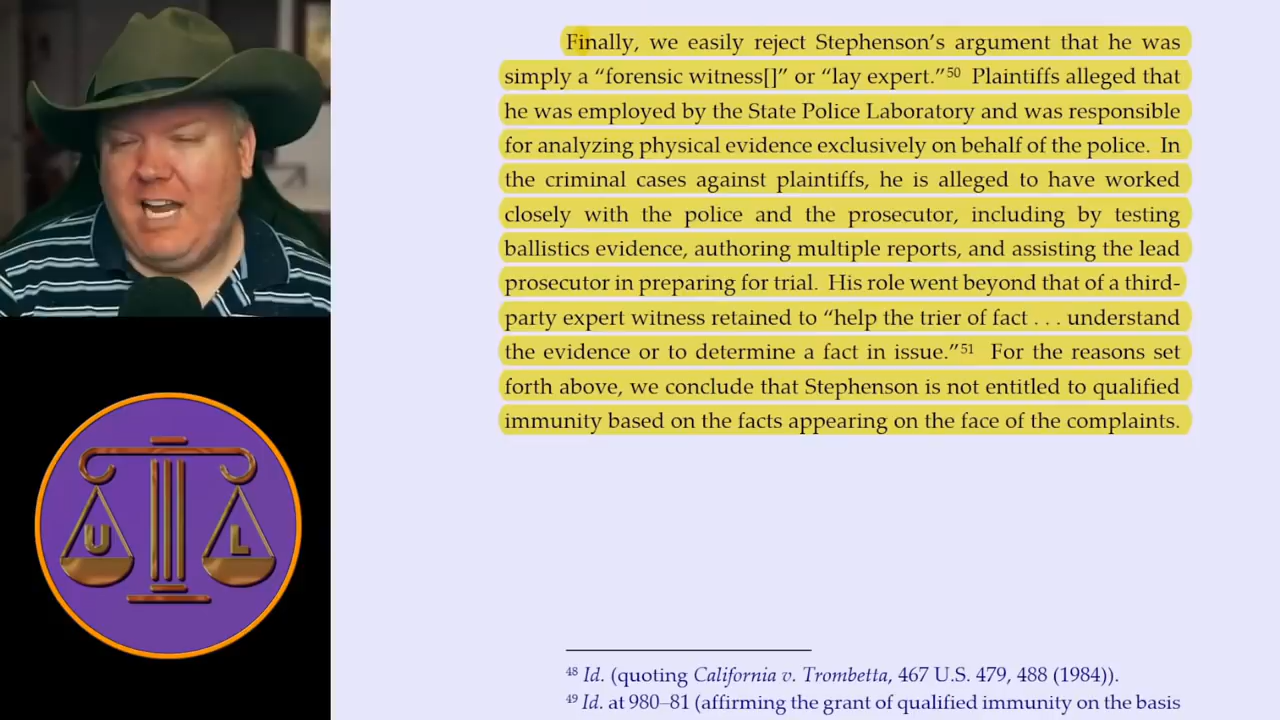 Finally, we easily reject Stephenson’s argument that he was
simply a “forensic witness[]” or “lay expert.”50 Plaintiffs alleged that
he was employed by the State Police Laboratory and was responsible
for analyzing physical evidence exclusively on behalf of the police. In
the criminal cases against plaintiffs, he is alleged to have worked
closely with the police and the prosecutor, including by testing
ballistics evidence, authoring multiple reports, and assisting the lead
prosecutor in preparing for trial. His role went beyond that of a third-
party expert witness retained to “help the trier of fact . . . understand
the evidence or to determine a fact in issue.”51 For the reasons set
forth above, we conclude that Stephenson is not entitled to qualified
immunity based on the facts appearing on the face of the complaints.
48 Id. (quoting California v. Trombetta, 467 U.S. 479, 488 (1984)).
49 Id. at 980–81 (affirming the grant of qualified immunity on the basis
U L